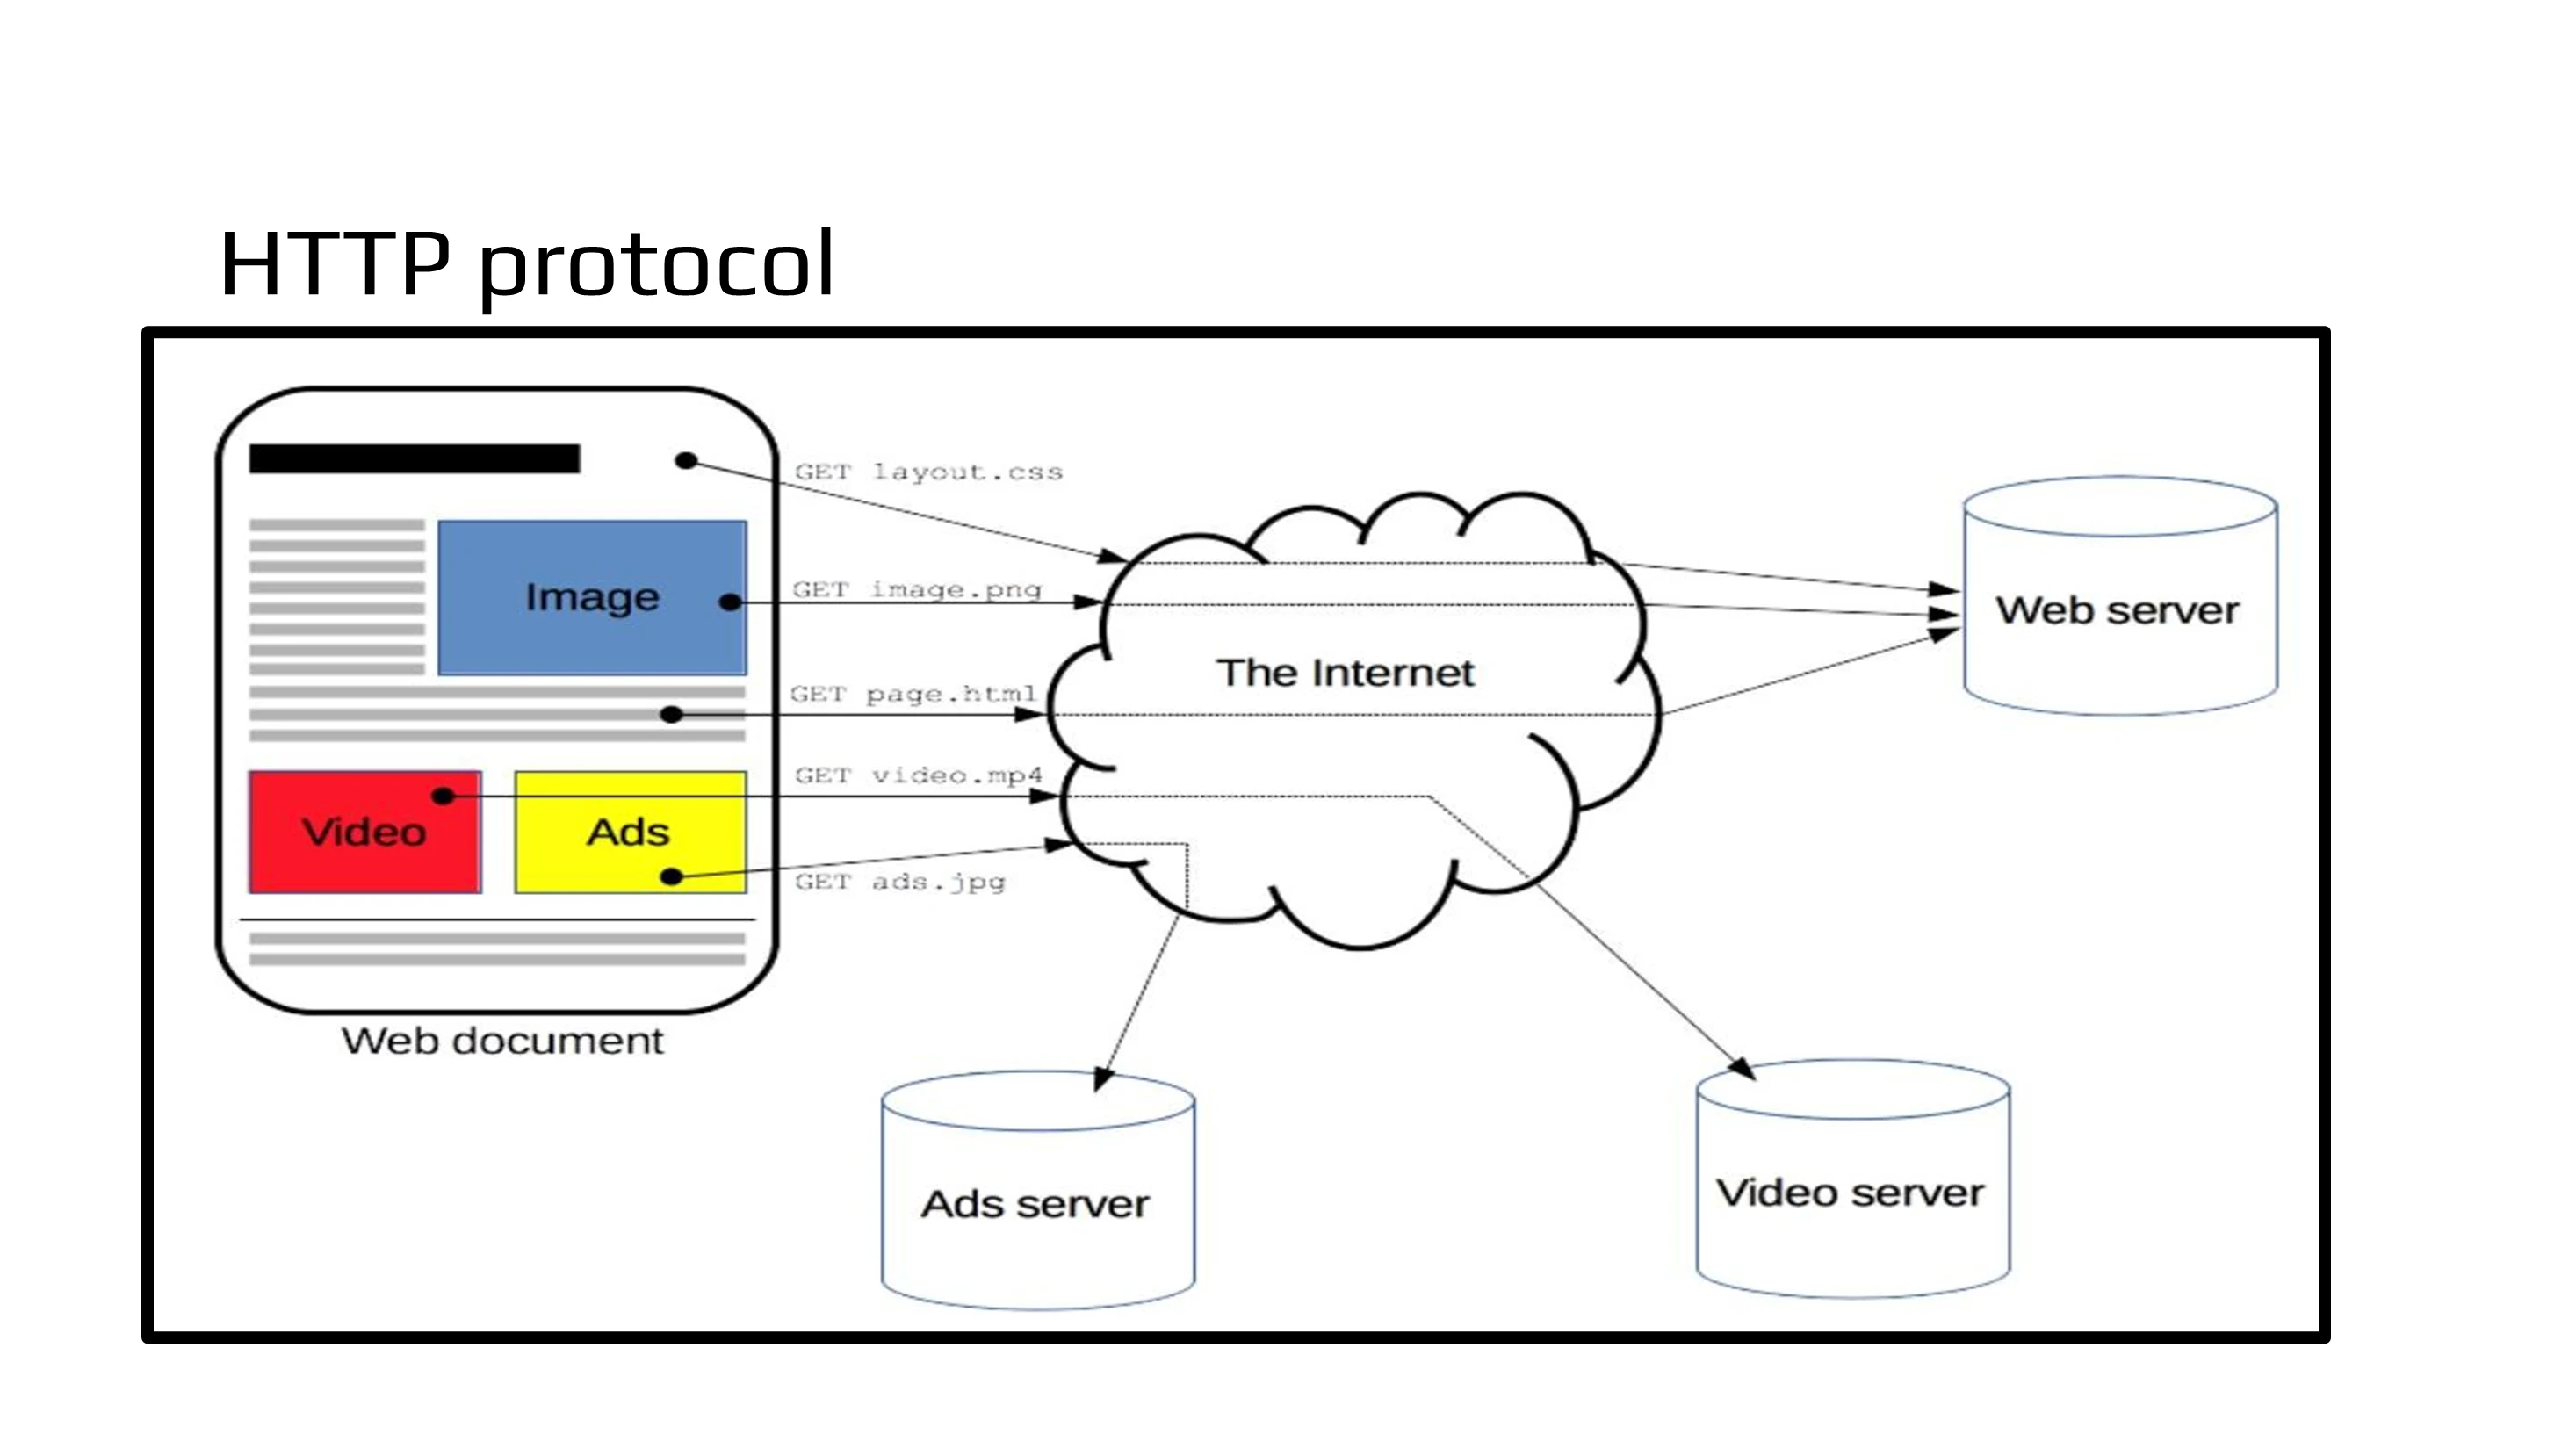 HTTP protocol
GET layout.css
Image
GET image.png
Web server
The Internet
GET page.html
GET video.mp4
Video
Ads
GET ads.jpg
Web document
Ads server
Video server